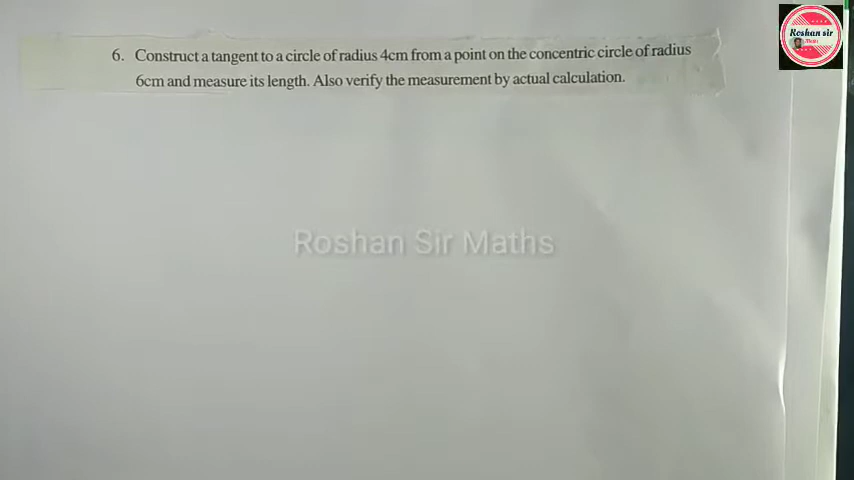 Roshan sir
Maths
6. Construct a tangent to a circle of radius 4cm from a point on the concentric circle of radius
6cm and measure its length. Also verify the measurement by actual calculation.
Roshan Sir Maths